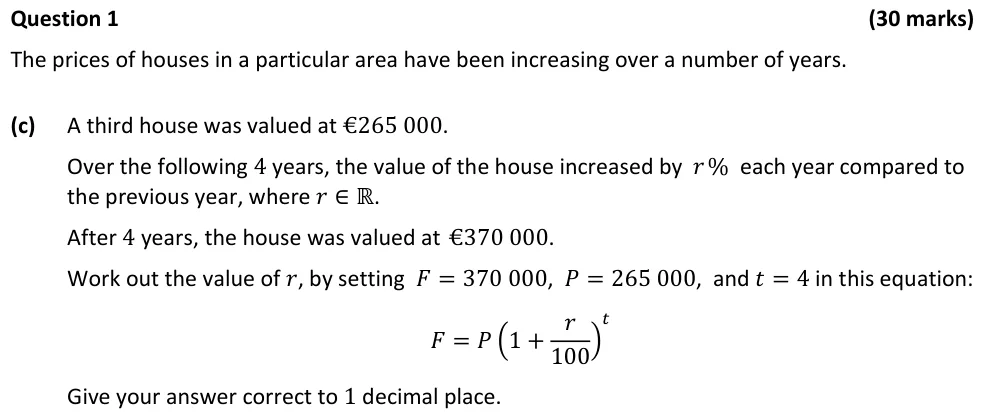 Question 1 (30 marks)
The prices of houses in a particular area have been increasing over a number of years.
(c) A third house was valued at €265 000.
Over the following 4 years, the value of the house increased by r% each year compared to
the previous year, where r ∈ ℝ.
After 4 years, the house was valued at €370 000.
Work out the value of r, by setting F = 370 000, P = 265 000, and t = 4 in this equation:
F = P(1 + r/100)^t
Give your answer correct to 1 decimal place.